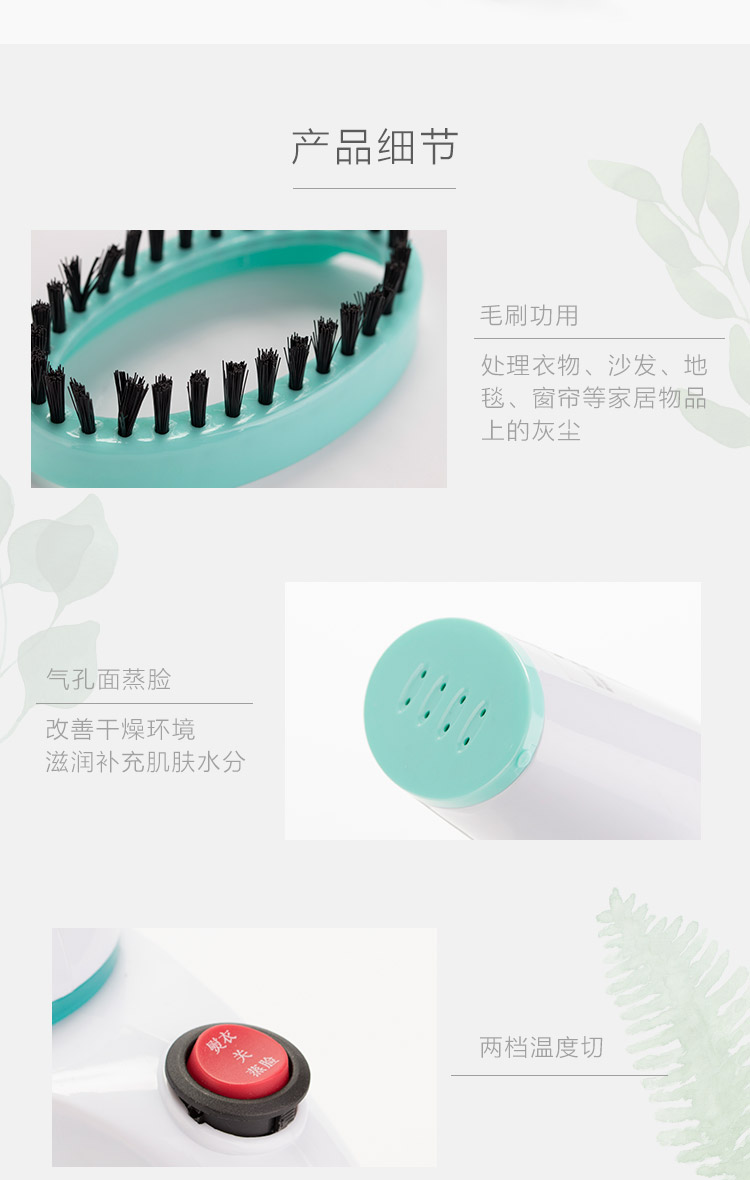 产品细节
毛刷功用
处理衣物、沙发、地
毯、窗帘等家居物品
上的灰尘
气孔面蒸脸
改善干燥环境
滋润补充肌肤水分
熨衣
关
蒸脸
两档温度切